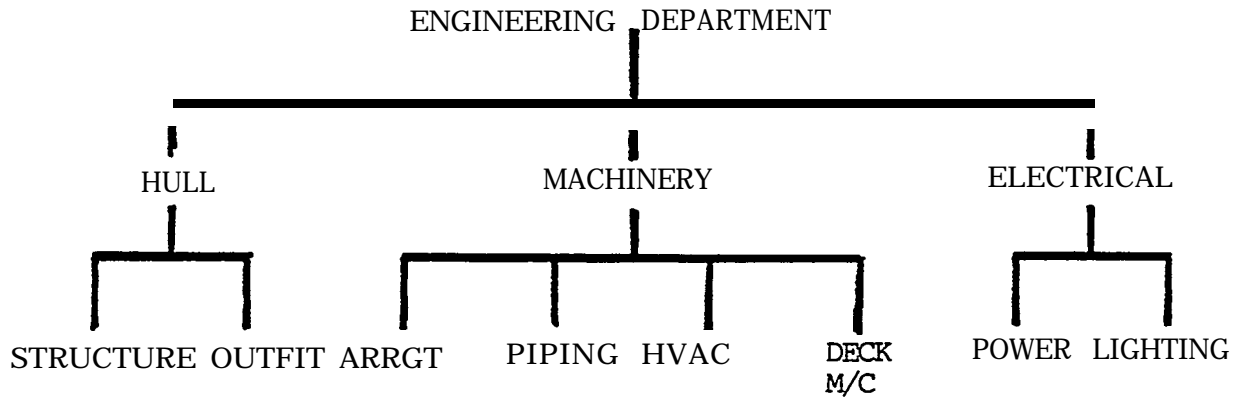 ENGINEERING DEPARTMENT
HULL MACHINERY ELECTRICAL
STRUCTURE OUTFIT ARRGT PIPING HVAC DECK M/C POWER LIGHTING